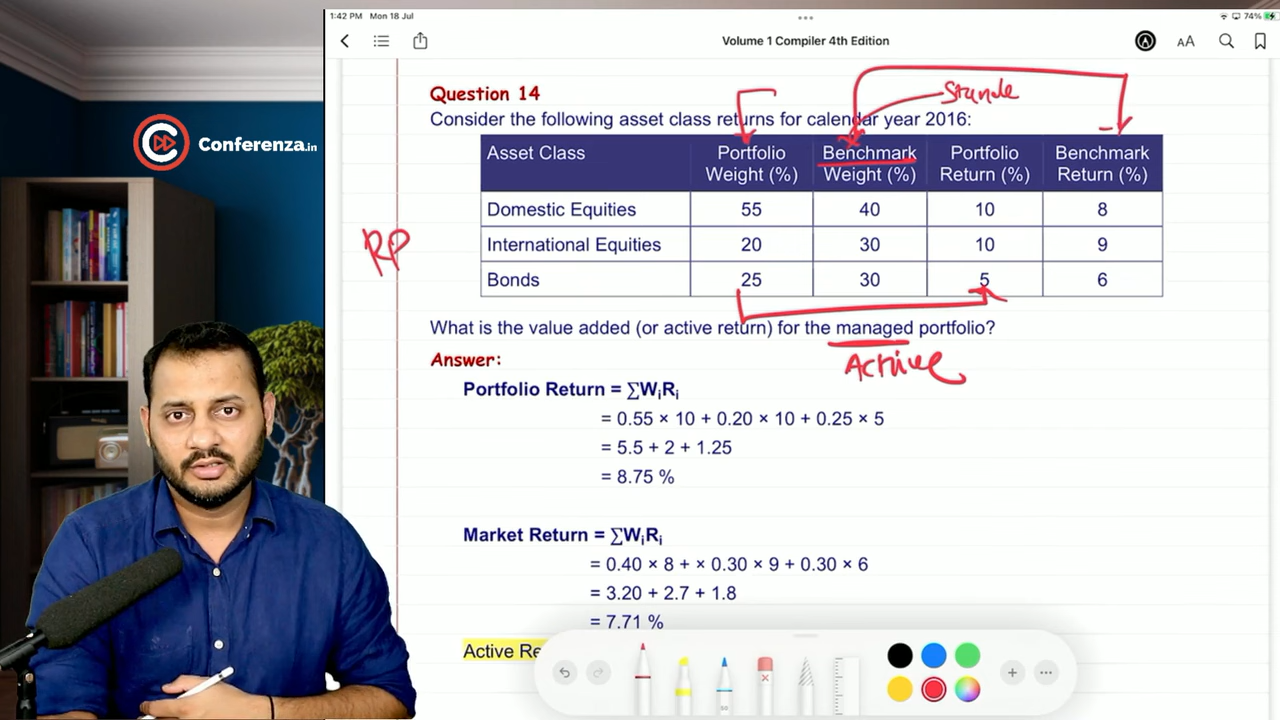 1:42 PM Mon 18 Jul
74%
Volume 1 Compiler 4th Edition
AA
Conferenza.in
Question 14
Consider the following asset class returns for calendar year 2016:
Asset Class Portfolio Weight (%) Benchmark Weight (%) Portfolio Return (%) Benchmark Return (%)
Domestic Equities 55 40 10 8
International Equities 20 30 10 9
Bonds 25 30 5 6
RP
What is the value added (or active return) for the managed portfolio?
Active
Answer:
Portfolio Return = ∑WᵢRᵢ
= 0.55 × 10 + 0.20 × 10 + 0.25 × 5
= 5.5 + 2 + 1.25
= 8.75 %
Market Return = ∑WᵢRᵢ
= 0.40 × 8 + × 0.30 × 9 + 0.30 × 6
= 3.20 + 2.7 + 1.8
= 7.71 %
Active Re